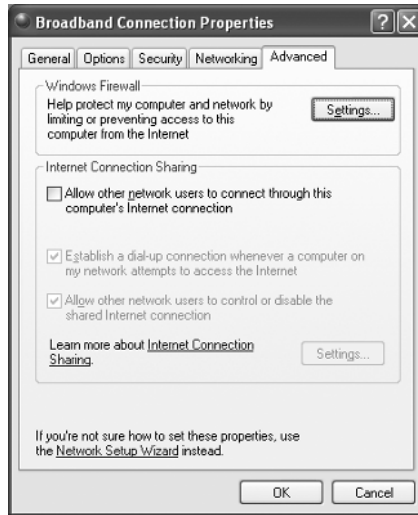 Broadband Connection Properties
General Options Security Networking Advanced
Windows Firewall
Help protect my computer and network by
limiting or preventing access to this
computer from the Internet
Settings...
Internet Connection Sharing
Allow other network users to connect through this
computer's Internet connection
Establish a dial-up connection whenever a computer on
my network attempts to access the Internet
Allow other network users to control or disable the
shared Internet connection
Learn more about Internet Connection
Sharing.
Settings...
If you're not sure how to set these properties, use
the Network Setup Wizard instead.
OK Cancel